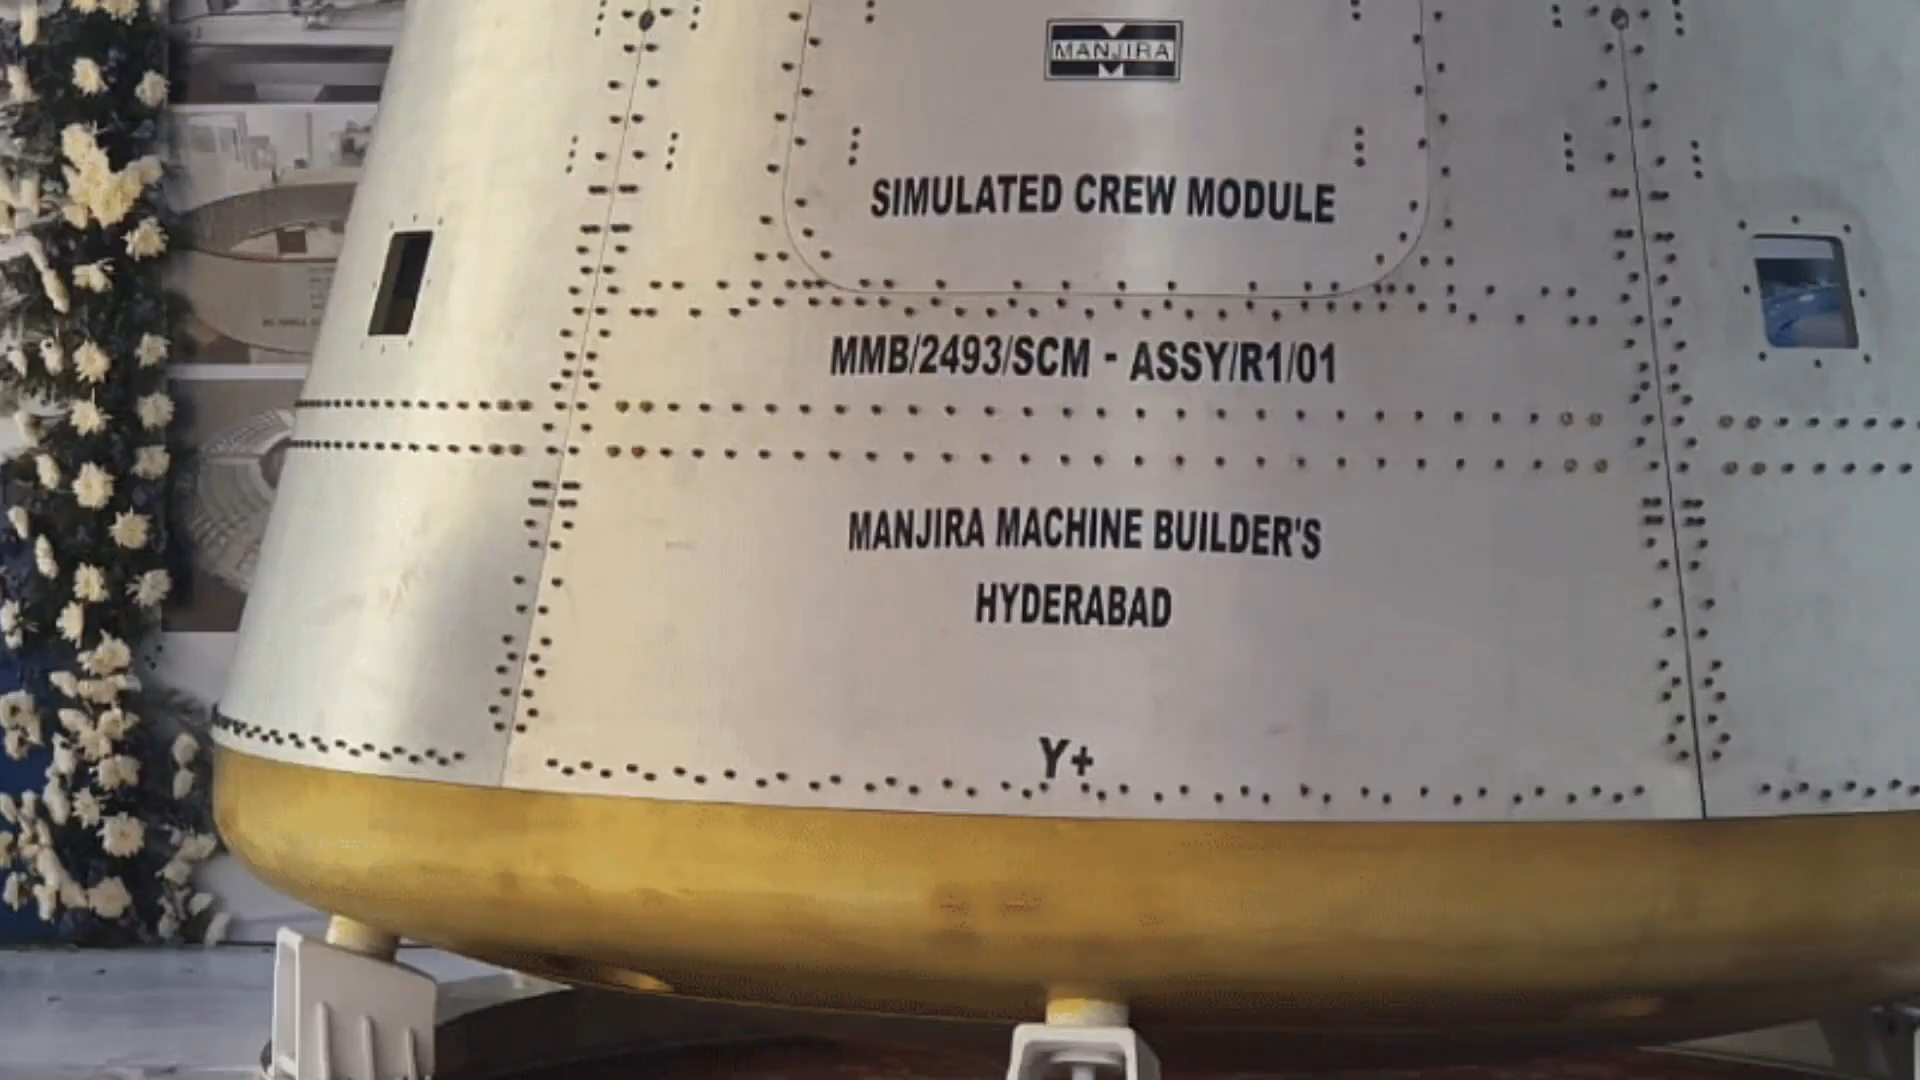 MANJIRA
SIMULATED CREW MODULE
MMB/2493/SCM - ASSY/R1/01
MANJIRA MACHINE BUILDER'S
HYDERABAD
Y+